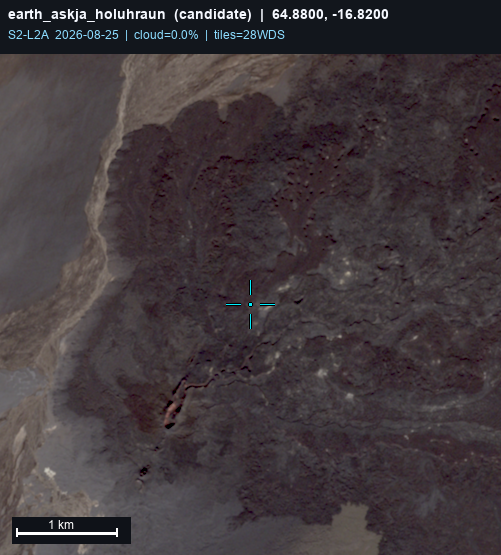 earth_askja_holuhraun (candidate) | 64.8800, -16.8200
S2-L2A 2026-08-25 | cloud=0.0% | tiles=28WDS
1 km